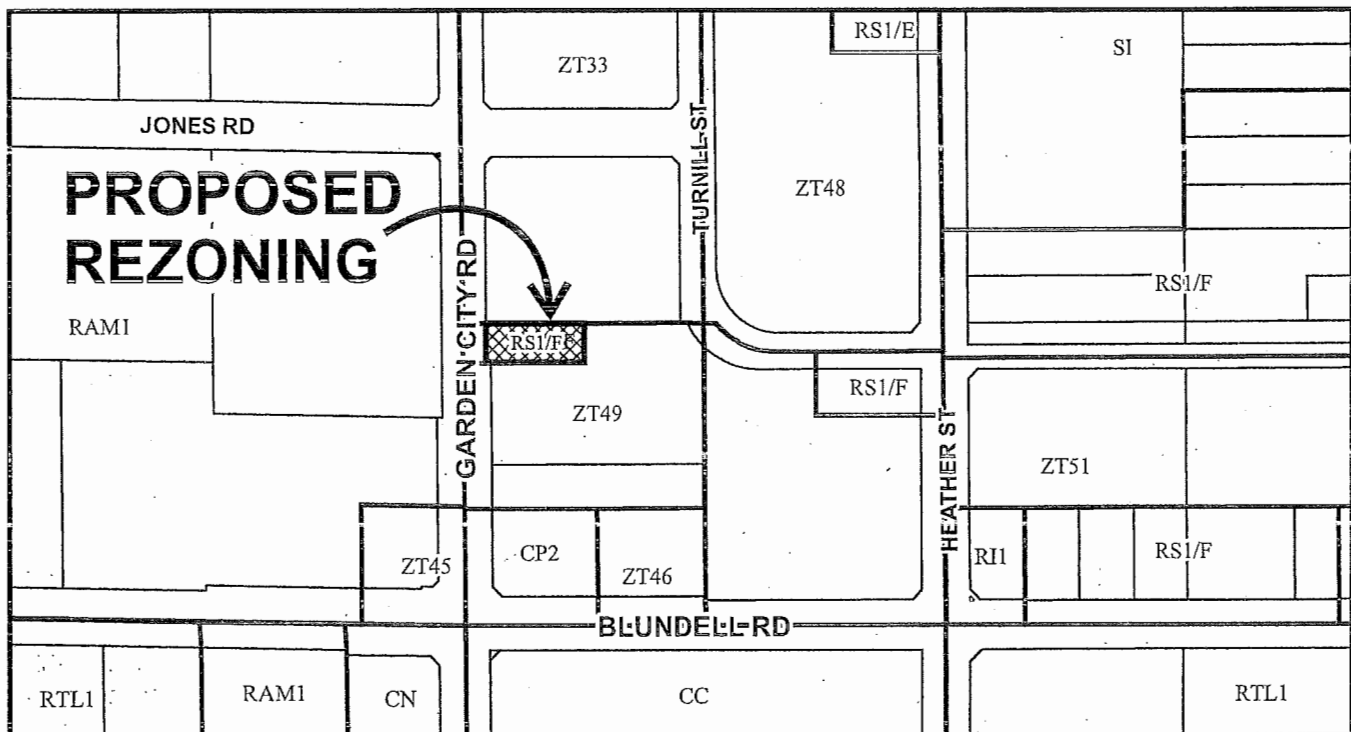 RS1/E
SI
ZT33
JONES RD
TURNILL ST
PROPOSED
REZONING
ZT48
GARDEN CITY RD
RS1/F
RAM1
RS1/F
RS1/F
ZT49
HEATHER ST
ZT51
CP2
ZT45
ZT46
RI1
RS1/F
BLUNDELL RD
RTL1
RAM1
CN
CC
RTL1